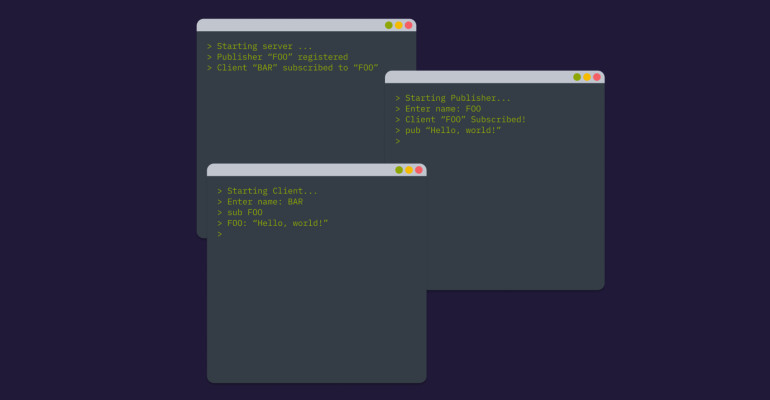 > Starting server ...
> Publisher “FOO” registered
> Client “BAR” subscribed to “FOO”
> Starting Publisher...
> Enter name: FOO
> Client “FOO” Subscribed!
> pub “Hello, world!”
>
> Starting Client...
> Enter name: BAR
> sub FOO
> FOO: “Hello, world!”
>